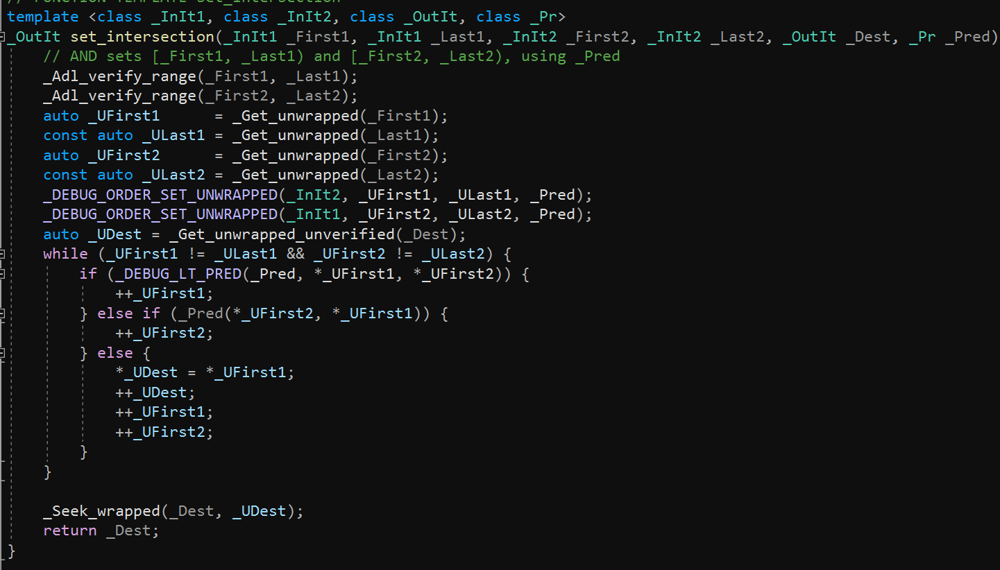 // FUNCTION TEMPLATE set_intersection
template <class _InIt1, class _InIt2, class _OutIt, class _Pr>
_OutIt set_intersection(_InIt1 _First1, _InIt1 _Last1, _InIt2 _First2, _InIt2 _Last2, _OutIt _Dest, _Pr _Pred)
    // AND sets [_First1, _Last1) and [_First2, _Last2), using _Pred
    _Adl_verify_range(_First1, _Last1);
    _Adl_verify_range(_First2, _Last2);
    auto _UFirst1      = _Get_unwrapped(_First1);
    const auto _ULast1 = _Get_unwrapped(_Last1);
    auto _UFirst2      = _Get_unwrapped(_First2);
    const auto _ULast2 = _Get_unwrapped(_Last2);
    _DEBUG_ORDER_SET_UNWRAPPED(_InIt2, _UFirst1, _ULast1, _Pred);
    _DEBUG_ORDER_SET_UNWRAPPED(_InIt1, _UFirst2, _ULast2, _Pred);
    auto _UDest = _Get_unwrapped_unverified(_Dest);
    while (_UFirst1 != _ULast1 && _UFirst2 != _ULast2) {
        if (_DEBUG_LT_PRED(_Pred, *_UFirst1, *_UFirst2)) {
            ++_UFirst1;
        } else if (_Pred(*_UFirst2, *_UFirst1)) {
            ++_UFirst2;
        } else {
            *_UDest = *_UFirst1;
            ++_UDest;
            ++_UFirst1;
            ++_UFirst2;
        }
    }

    _Seek_wrapped(_Dest, _UDest);
    return _Dest;
}